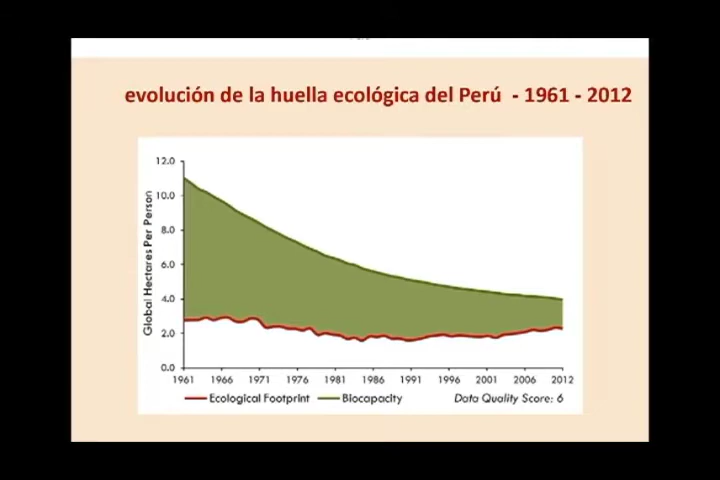 evolución de la huella ecológica del Perú - 1961 - 2012
12.0
10.0
8.0
6.0
4.0
2.0
0.0
Global Hectares Per Person
1961 1966 1971 1976 1981 1986 1991 1996 2001 2006 2012
Ecological Footprint Biocapacity Data Quality Score: 6